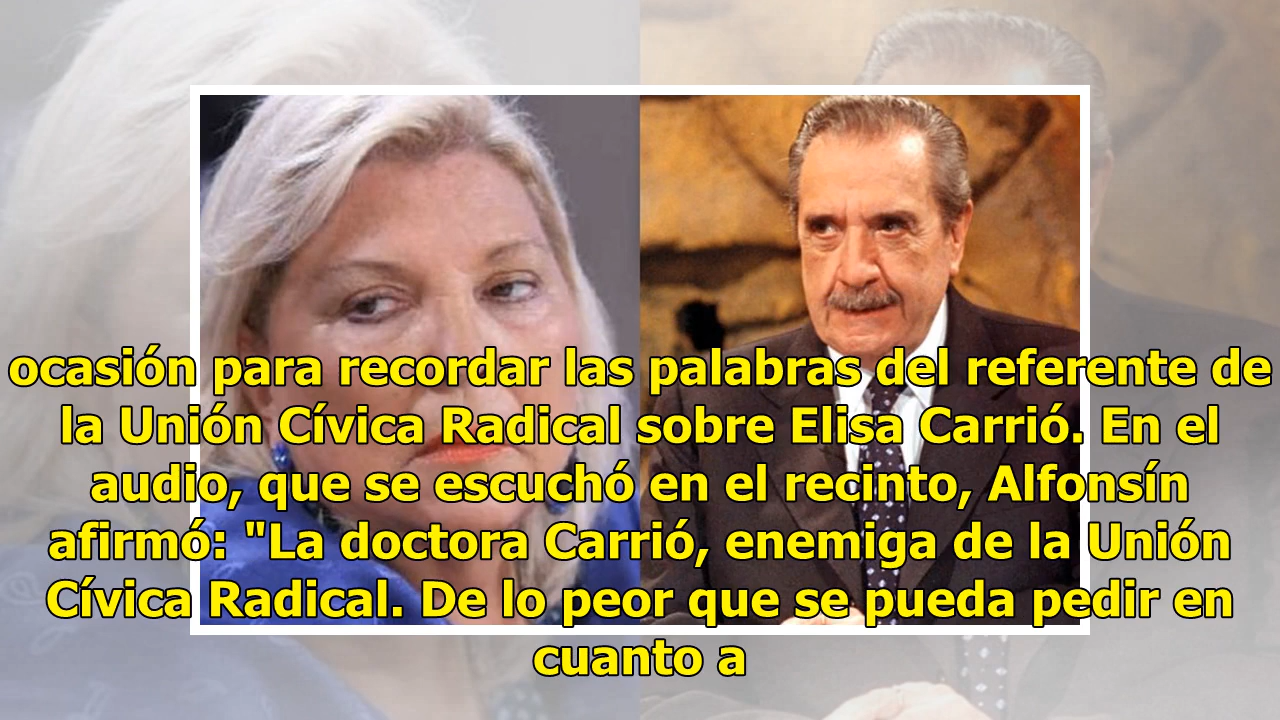 ocasión para recordar las palabras del referente de
la Unión Cívica Radical sobre Elisa Carrió. En el
audio, que se escuchó en el recinto, Alfonsín
afirmó: "La doctora Carrió, enemiga de la Unión
Cívica Radical. De lo peor que se pueda pedir en
cuanto a